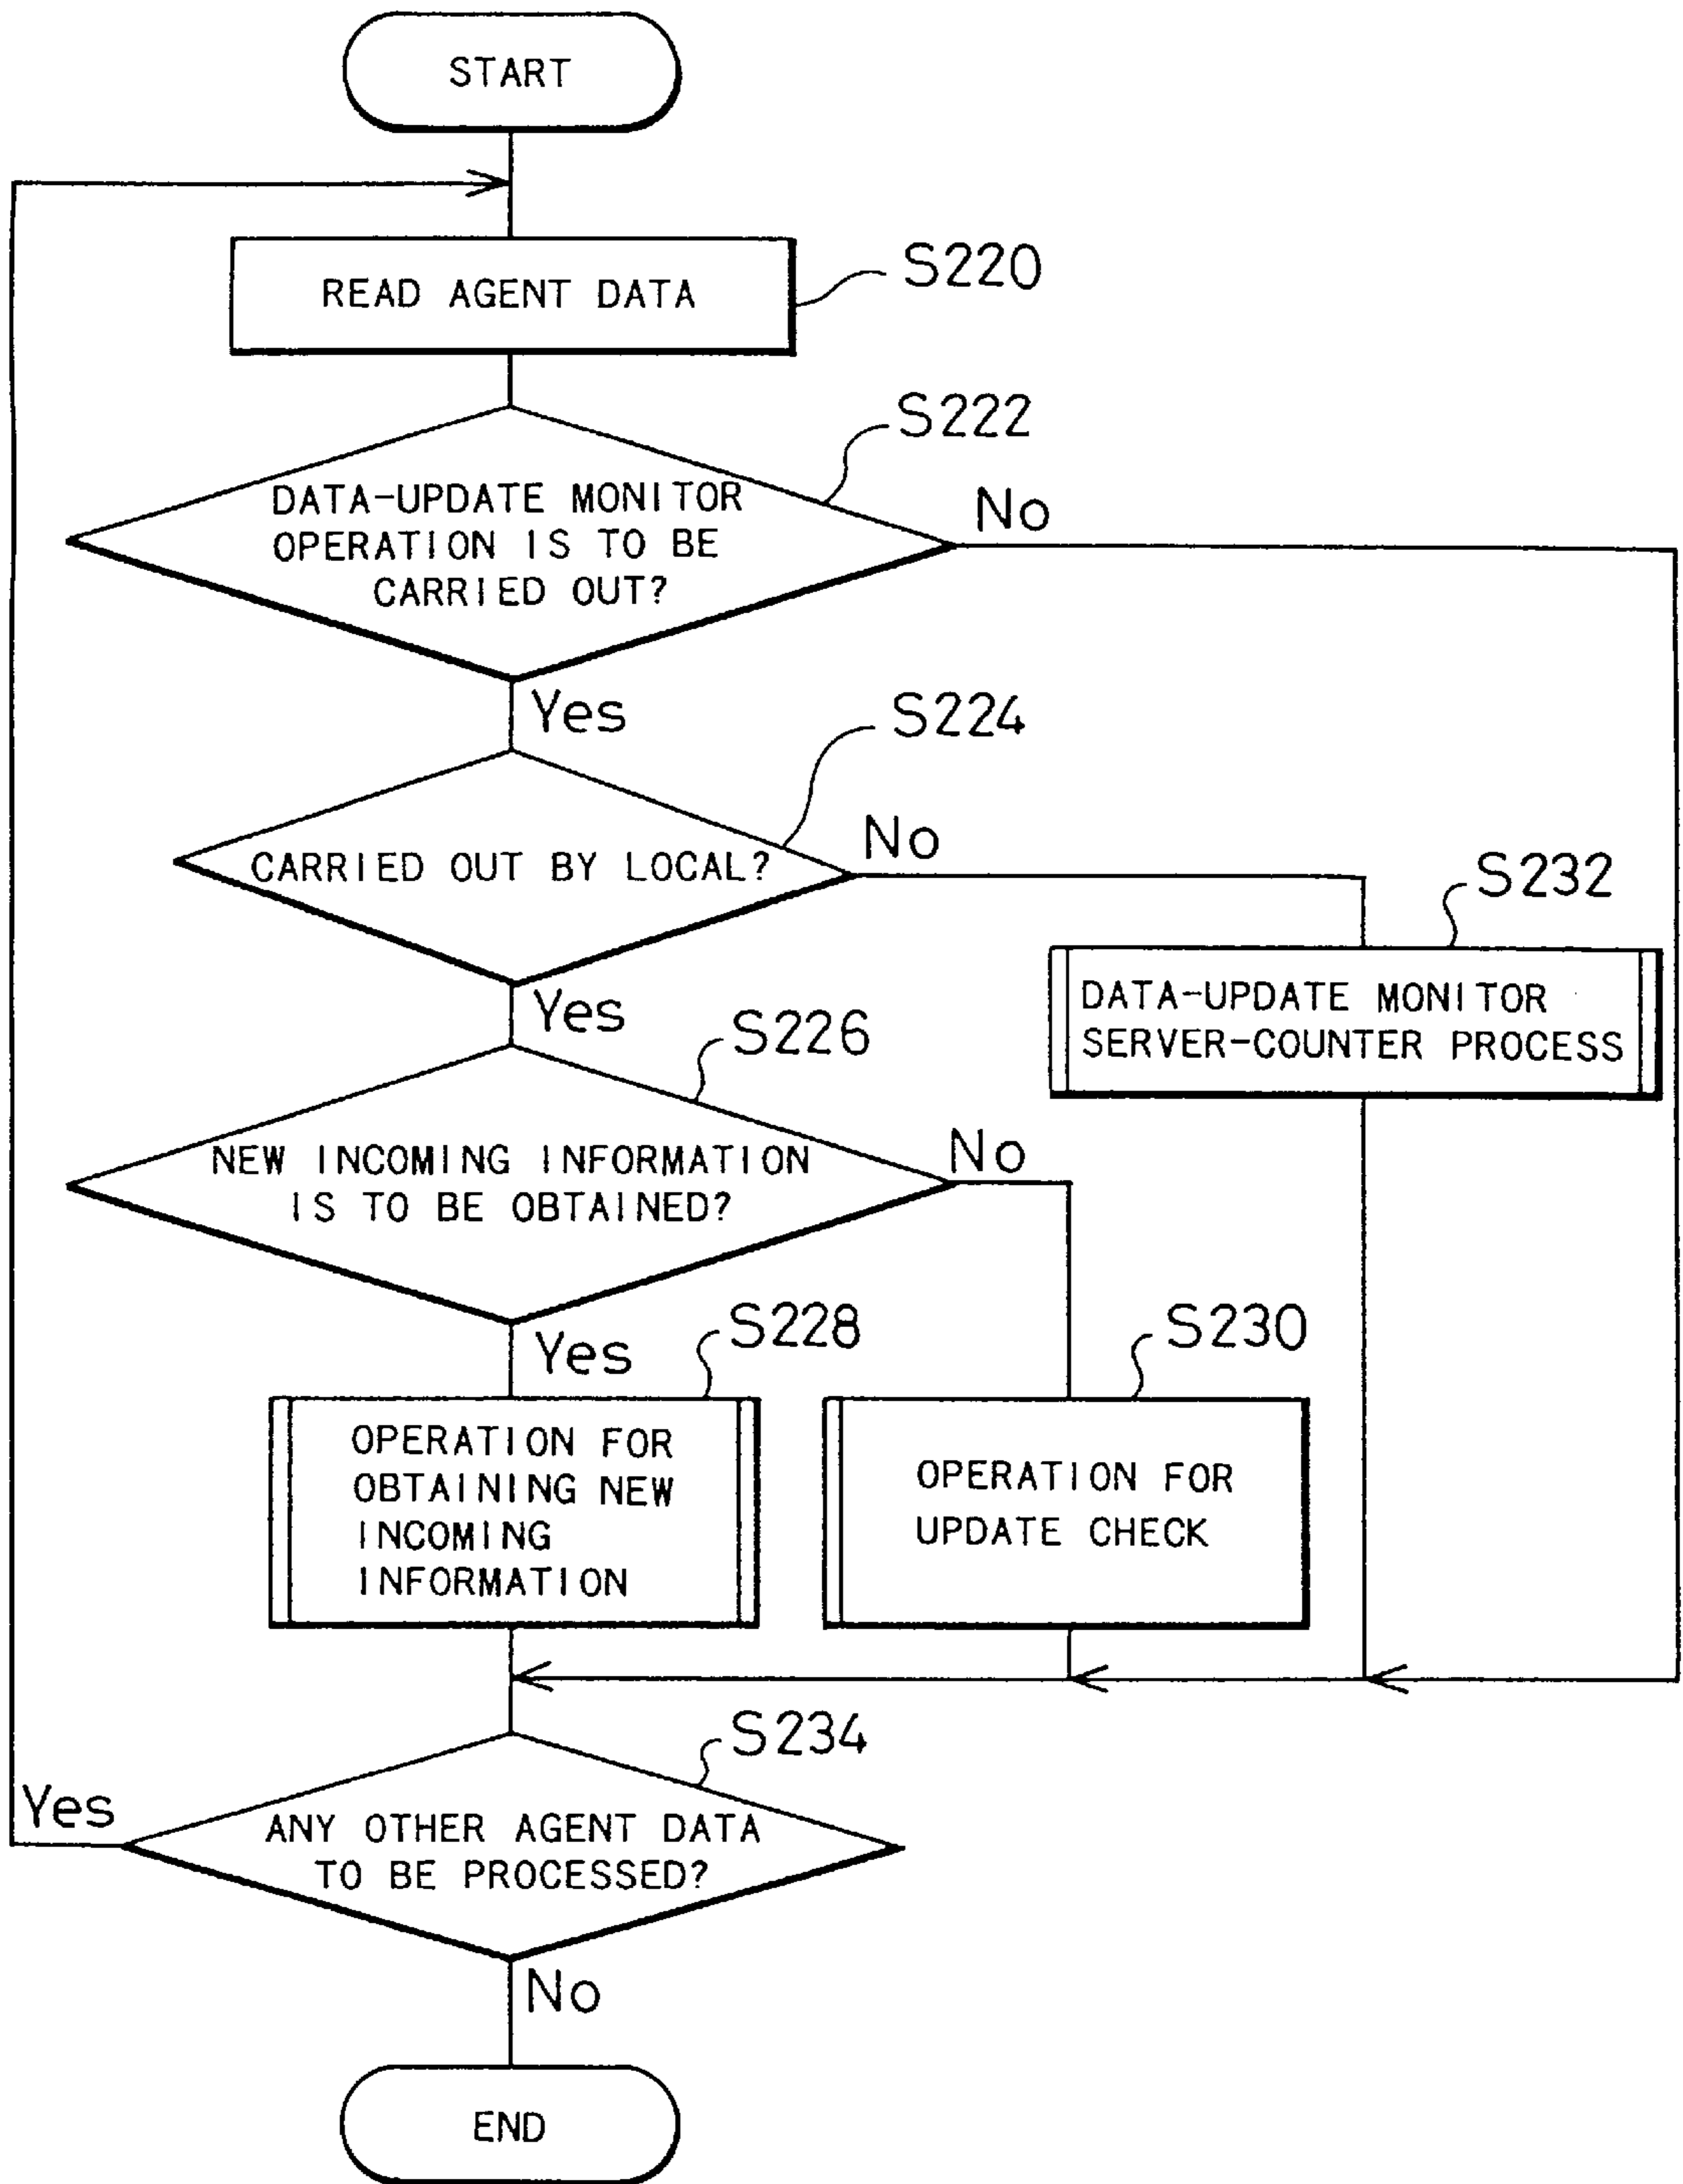 START
READ AGENT DATA
S220
S222
DATA-UPDATE MONITOR
OPERATION IS TO BE
CARRIED OUT?
No
Yes
S224
CARRIED OUT BY LOCAL?
No
S232
DATA-UPDATE MONITOR
SERVER-COUNTER PROCESS
Yes
S226
NEW INCOMING INFORMATION
IS TO BE OBTAINED?
No
Yes
S228
OPERATION FOR
OBTAINING NEW
INCOMING
INFORMATION
S230
OPERATION FOR
UPDATE CHECK
S234
Yes
ANY OTHER AGENT DATA
TO BE PROCESSED?
No
END